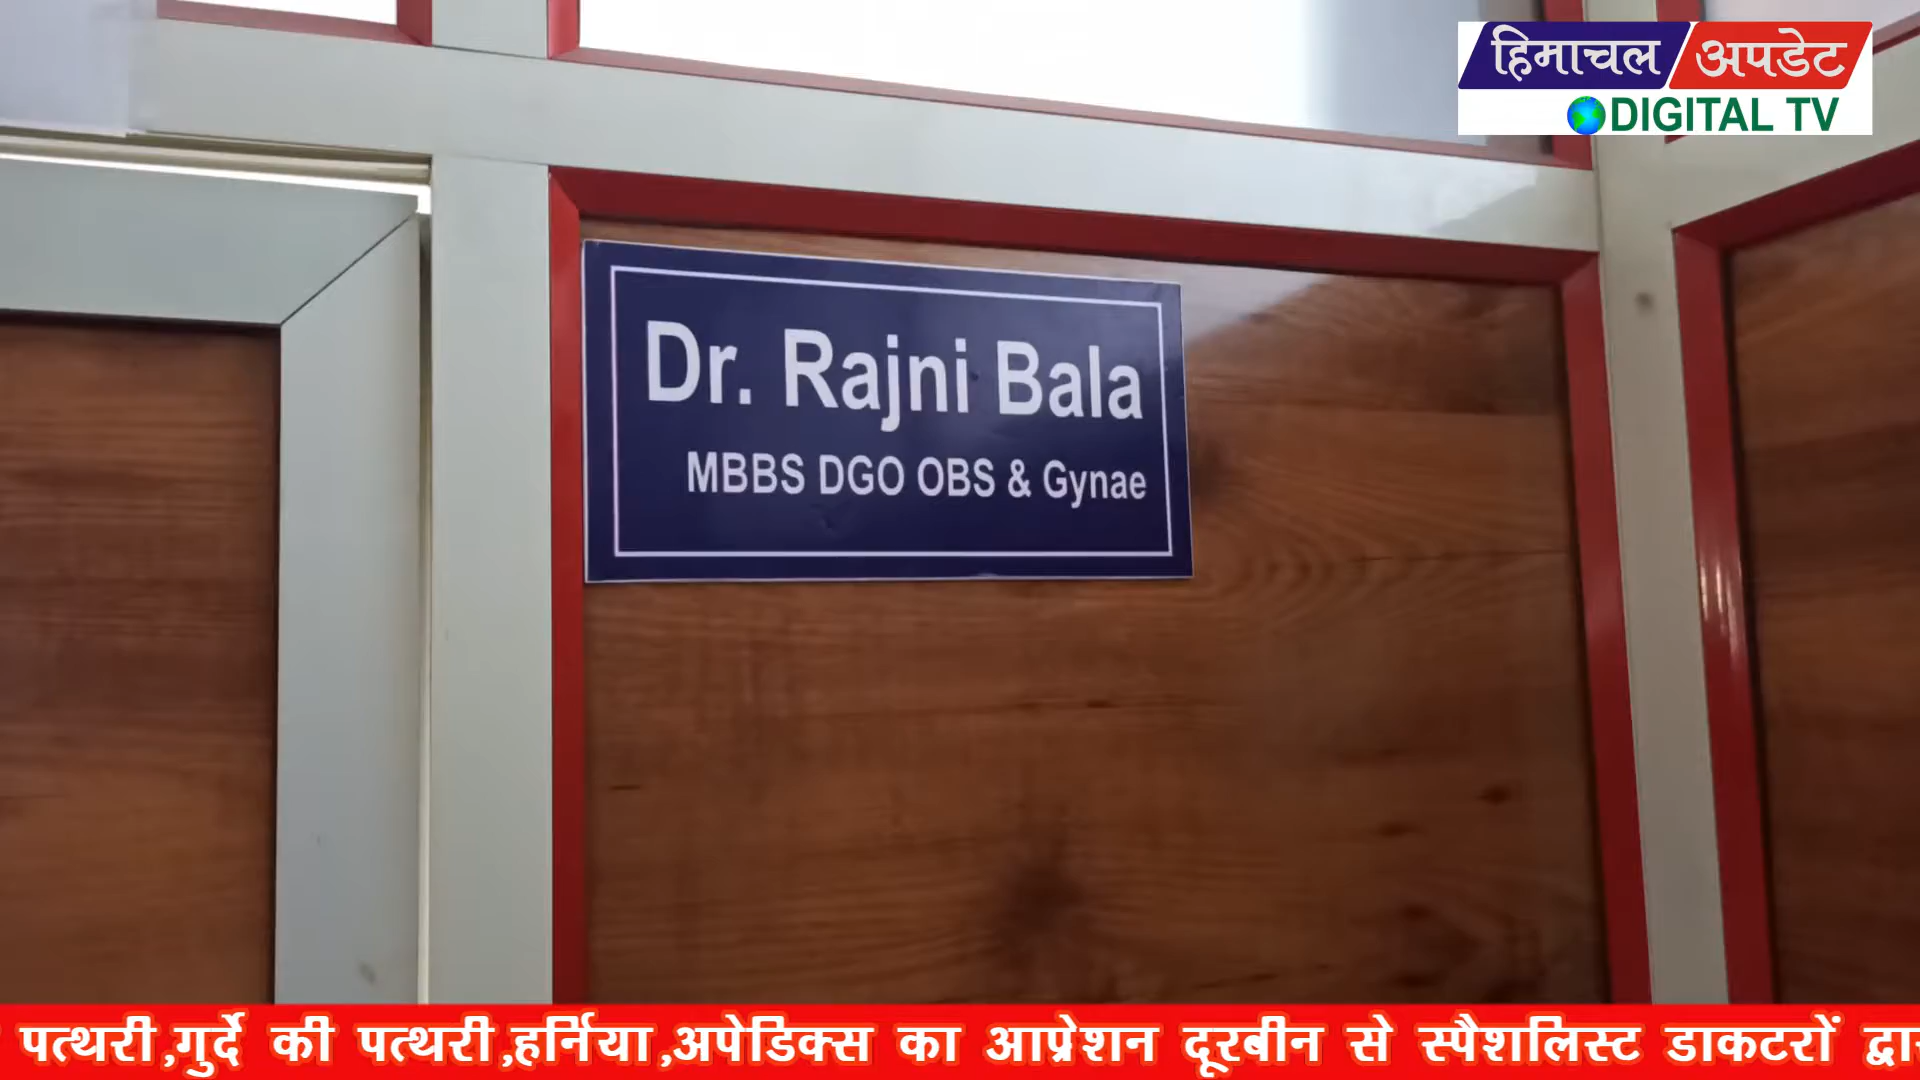 हिमाचल अपडेट
DIGITAL TV
Dr. Rajni Bala
MBBS DGO OBS & Gynae
पत्थरी,गुर्दे की पत्थरी,हर्निया,अपेडिक्स का आप्रेशन दूरबीन से स्पैशलिस्ट डाकटरों